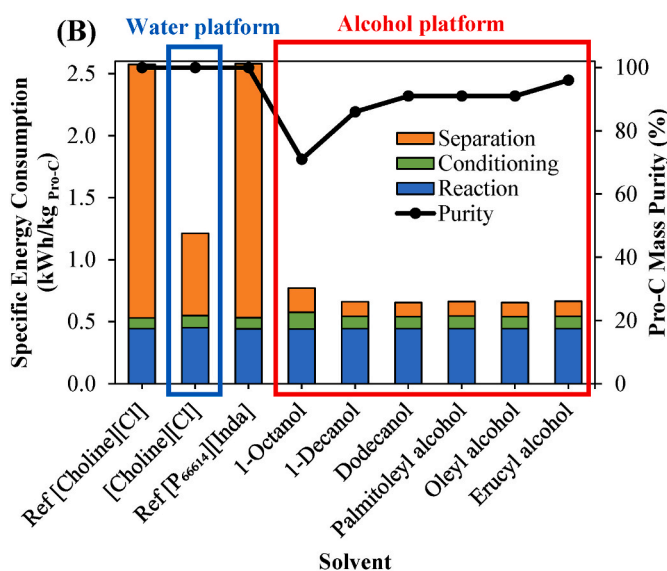 (B)
Water platform
Alcohol platform
Specific Energy Consumption
(kWh/kg Pro-C)
2.5
2.0
1.5
1.0
0.5
0.0
Separation
Conditioning
Reaction
Purity
100
80
60
40
20
0
Pro-C Mass Purity (%)
Ref [Choline][Cl]
[Choline][Cl]
Ref [P66614][Inda]
1-Octanol
1-Decanol
Dodecanol
Palmitoleyl alcohol
Oleyl alcohol
Erucyl alcohol
Solvent